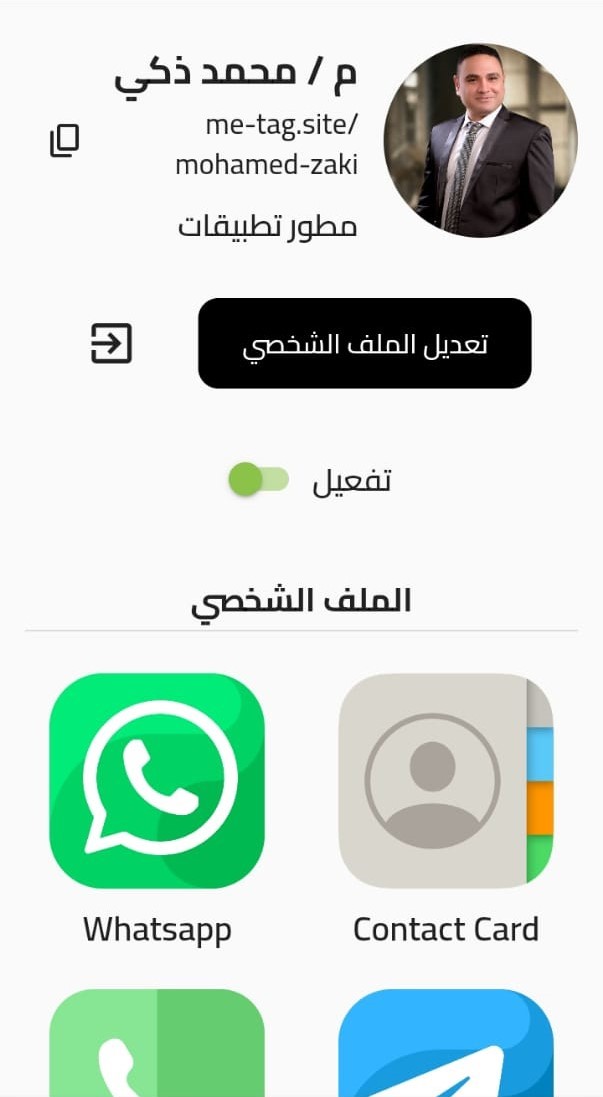 م / محمد ذكي
me-tag.site/
mohamed-zaki
مطور تطبيقات
تعديل الملف الشخصي
تفعيل
الملف الشخصي
Contact Card
Whatsapp